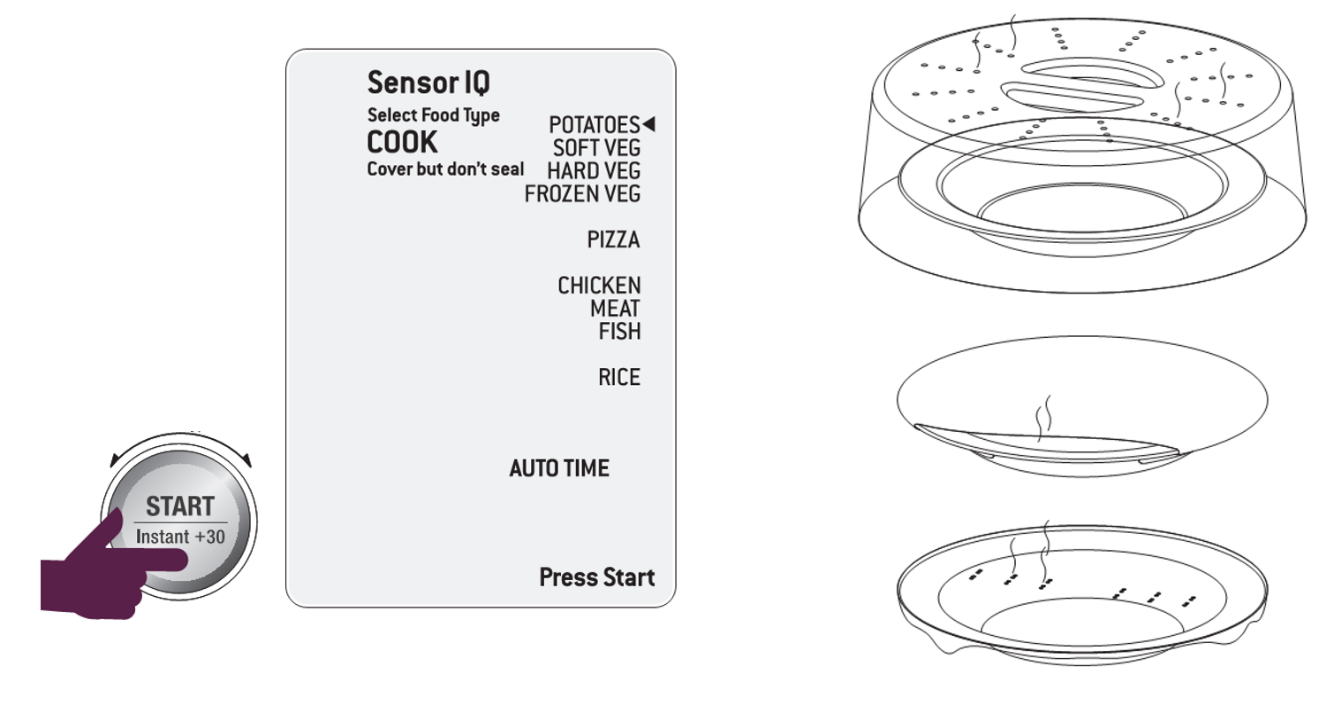 Sensor IQ
Select Food Type
COOK
Cover but don't seal
POTATOES
SOFT VEG
HARD VEG
FROZEN VEG
PIZZA
CHICKEN
MEAT
FISH
RICE
AUTO TIME
Press Start
START
Instant +30